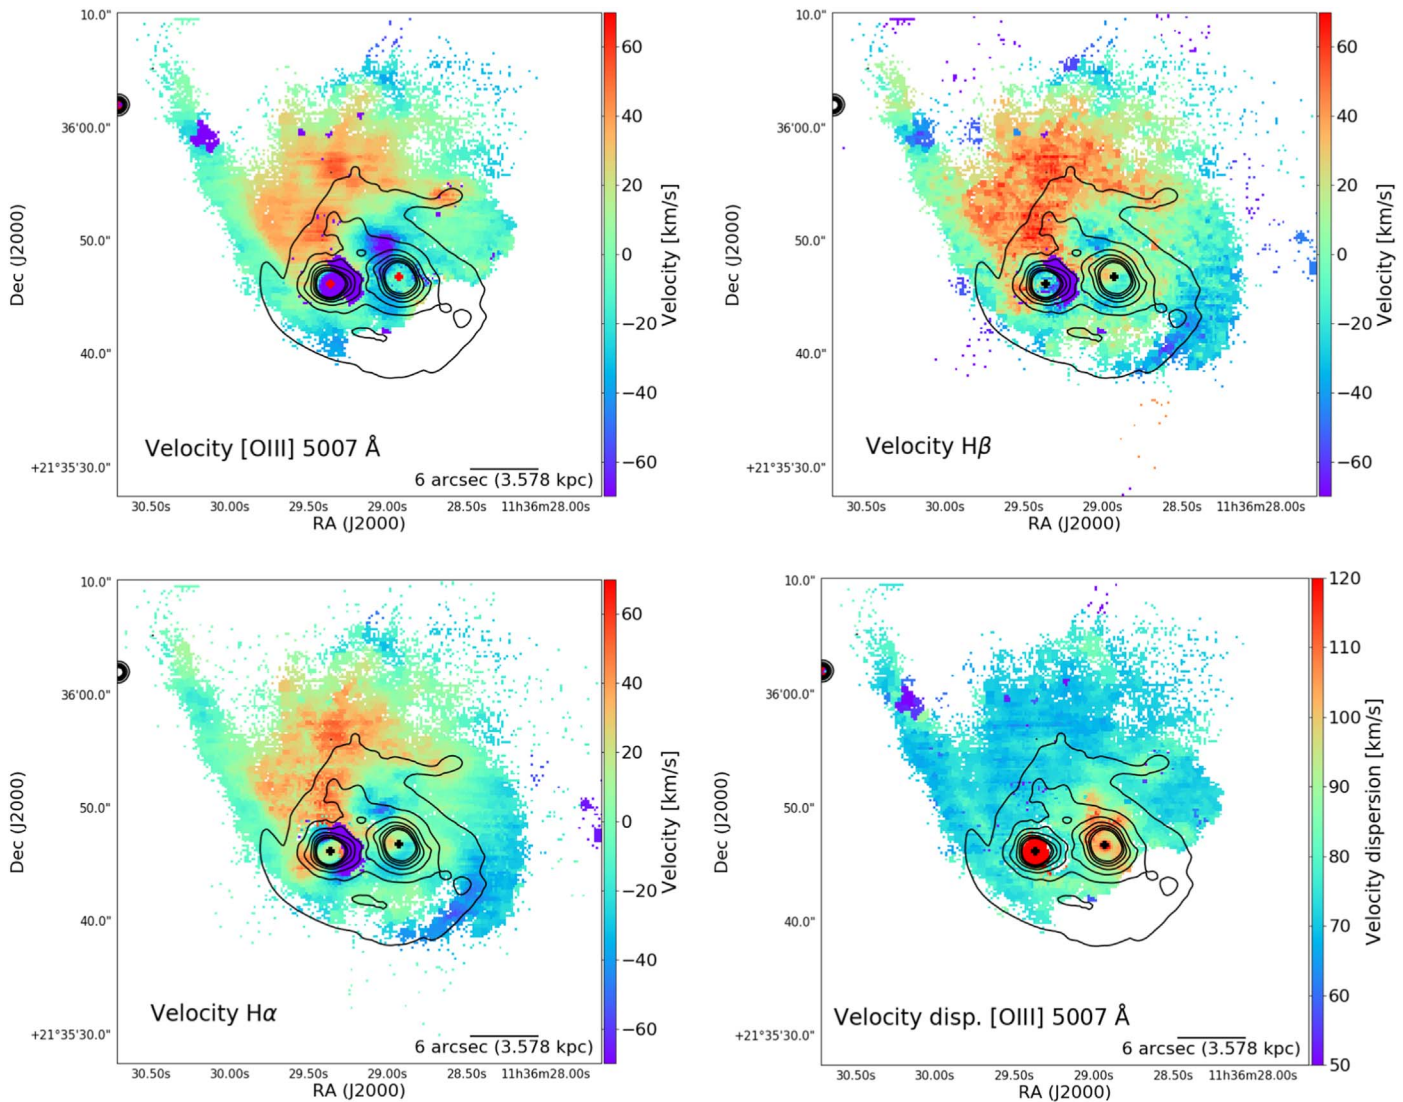 10.0"
36'00.0"
50.0"
40.0"
+21°35'30.0"
Dec (J2000)
30.50s 30.00s 29.50s 29.00s 28.50s 11h36m28.00s
RA (J2000)
Velocity [OIII] 5007 Å
6 arcsec (3.578 kpc)
60
40
20
0
−20
−40
−60
Velocity [km/s]
10.0"
36'00.0"
50.0"
40.0"
+21°35'30.0"
Dec (J2000)
30.50s 30.00s 29.50s 29.00s 28.50s 11h36m28.00s
RA (J2000)
Velocity Hβ
60
40
20
0
−20
−40
−60
Velocity [km/s]
10.0"
36'00.0"
50.0"
40.0"
+21°35'30.0"
Dec (J2000)
30.50s 30.00s 29.50s 29.00s 28.50s 11h36m28.00s
RA (J2000)
Velocity Hα
6 arcsec (3.578 kpc)
60
40
20
0
−20
−40
−60
Velocity [km/s]
10.0"
36'00.0"
50.0"
40.0"
+21°35'30.0"
Dec (J2000)
30.50s 30.00s 29.50s 29.00s 28.50s 11h36m28.00s
RA (J2000)
Velocity disp. [OIII] 5007 Å
6 arcsec (3.578 kpc)
120
110
100
90
80
70
60
50
Velocity dispersion [km/s]